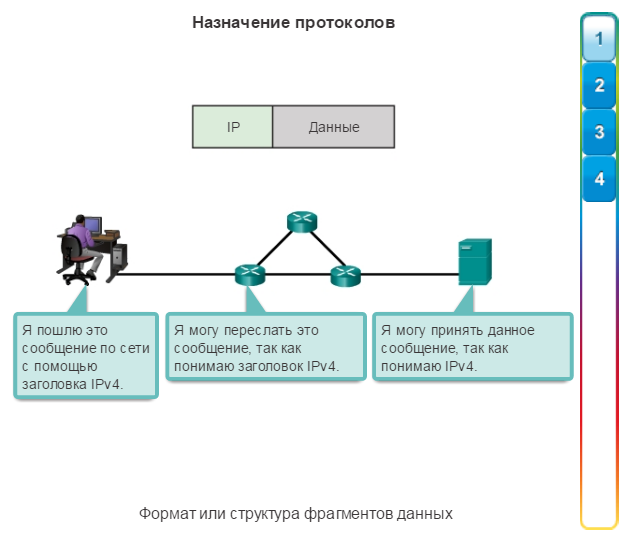 Назначение протоколов
1
2
3
4
IP
Данные
Я пошлю это
сообщение по сети
с помощью
заголовка IPv4.
Я могу переслать это
сообщение, так как
понимаю заголовок IPv4.
Я могу принять данное
сообщение, так как
понимаю IPv4.
Формат или структура фрагментов данных